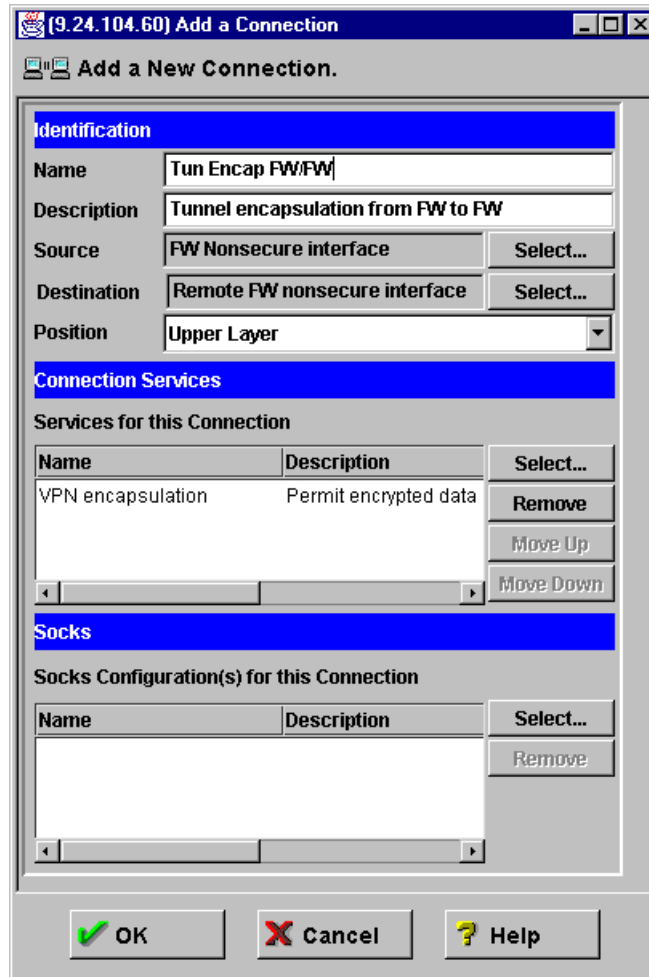 (9.24.104.60) Add a Connection
Add a New Connection.
Identification
Name Tun Encap FW/FW
Description Tunnel encapsulation from FW to FW
Source FW Nonsecure interface Select...
Destination Remote FW nonsecure interface Select...
Position Upper Layer
Connection Services
Services for this Connection
Name Description Select...
VPN encapsulation Permit encrypted data
Remove
Move Up
Move Down
Socks
Socks Configuration(s) for this Connection
Name Description Select...
Remove
OK Cancel Help